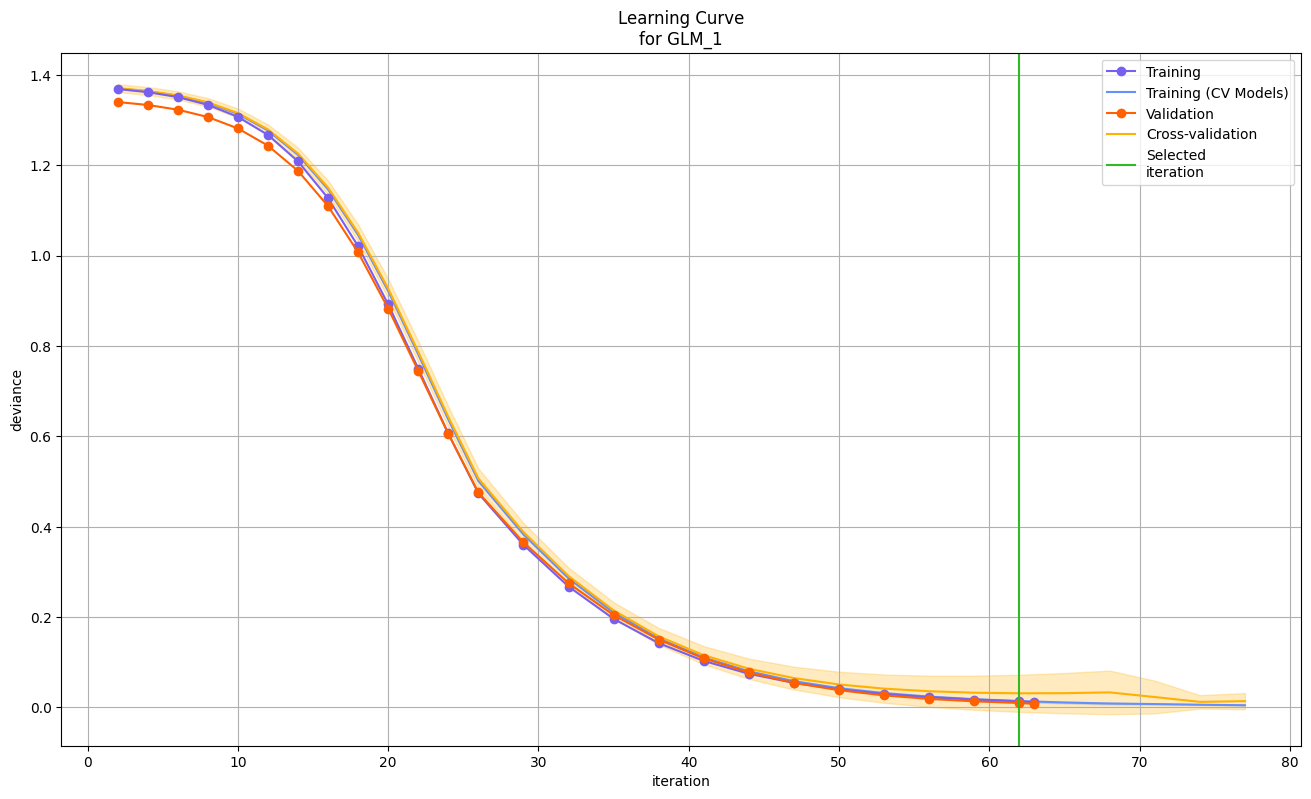 Learning Curve
for GLM_1
Training
Training (CV Models)
Validation
Cross-validation
Selected
iteration
deviance
1.4
1.2
1.0
0.8
0.6
0.4
0.2
0.0
0 10 20 30 40 50 60 70 80
iteration